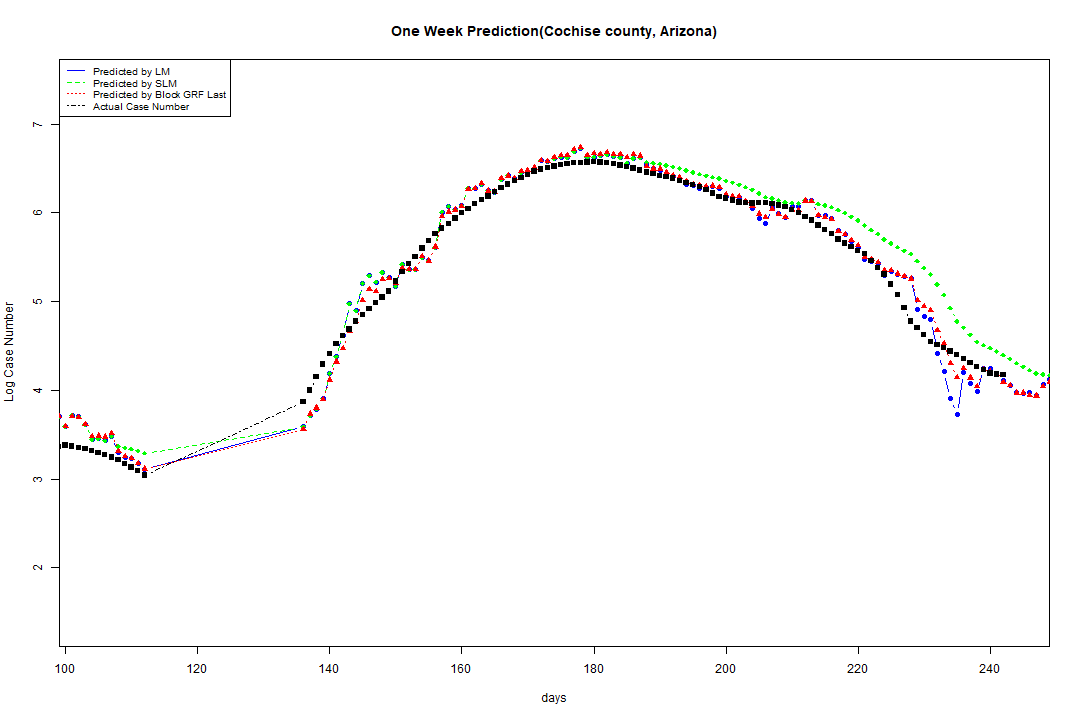 One Week Prediction(Cochise county, Arizona)
Predicted by LM
Predicted by SLM
Predicted by Block GRF Last
Actual Case Number
Log Case Number
7
6
5
4
3
2
100 120 140 160 180 200 220 240
days